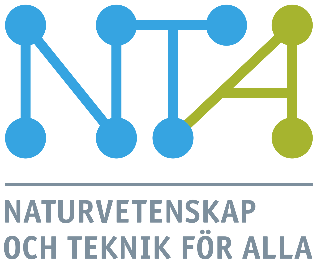 NTA
NATURVETENSKAP
OCH TEKNIK FÖR ALLA